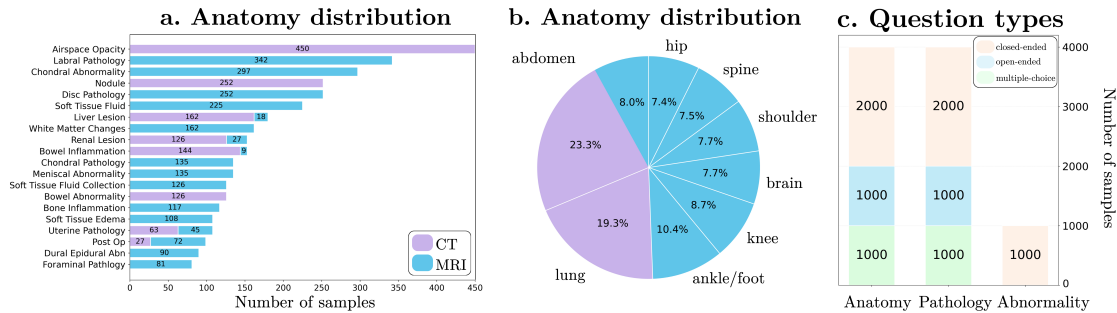 a. Anatomy distribution
Airspace Opacity 450
Labral Pathology 342
Chondral Abnormality 297
Nodule 252
Disc Pathology 252
Soft Tissue Fluid 225
Liver Lesion 162 18
White Matter Changes 162
Renal Lesion 126 27
Bowel Inflammation 144 9
Chondral Pathology 135
Meniscal Abnormality 135
Soft Tissue Fluid Collection 126
Bowel Abnormality 126
Bone Inflammation 117
Soft Tissue Edema 108
Uterine Pathology 63 45
Post Op 27 72
Dural Epidural Abn 90
Foraminal Pathlogy 81
CT
MRI
0 50 100 150 200 250 300 350 400 450
Number of samples
b. Anatomy distribution
hip
abdomen
spine
8.0% 7.4%
7.5%
shoulder
23.3%
7.7%
7.7%
brain
8.7%
19.3%
10.4%
knee
lung
ankle/foot
c. Question types
closed-ended
open-ended
multiple-choice
4000
3000
2000
1000
0
Number of samples
2000 2000
1000 1000
1000 1000 1000
Anatomy Pathology Abnormality